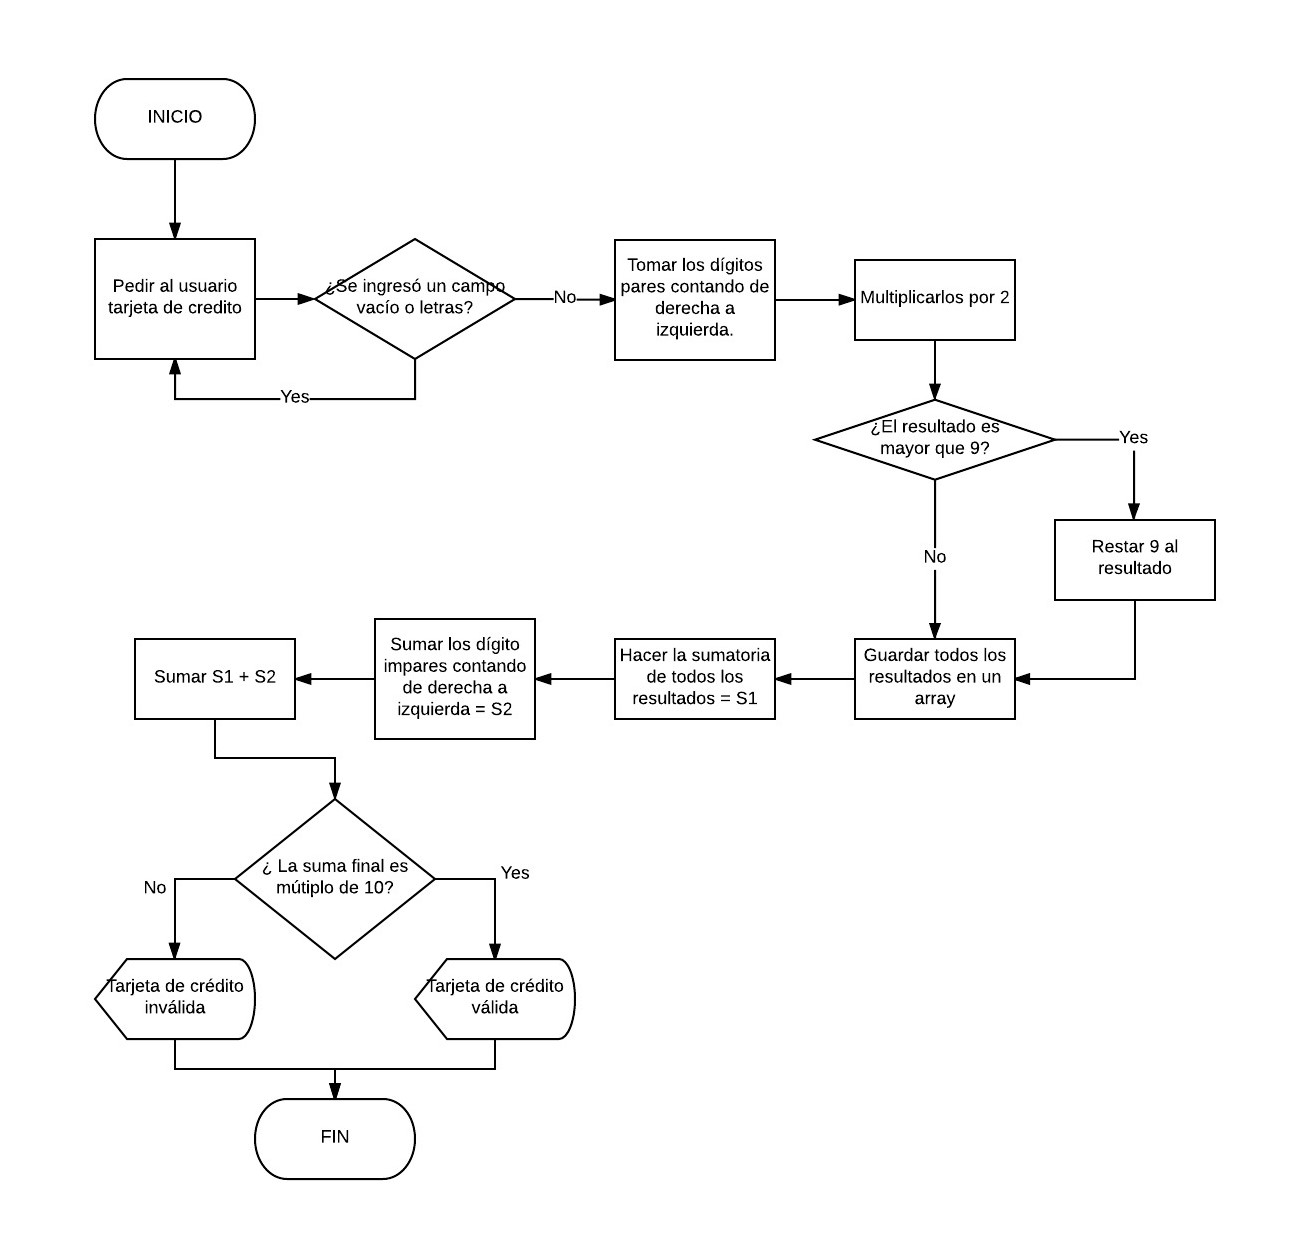 INICIO
Pedir al usuario
tarjeta de credito
¿Se ingresó un campo
vacío o letras?
No
Yes
Tomar los dígitos
pares contando de
derecha a
izquierda.
Multiplicarlos por 2
¿El resultado es
mayor que 9?
Yes
No
Restar 9 al
resultado
Guardar todos los
resultados en un
array
Hacer la sumatoria
de todos los
resultados = S1
Sumar los dígito
impares contando
de derecha a
izquierda = S2
Sumar S1 + S2
¿ La suma final es
mútiplo de 10?
No
Yes
Tarjeta de crédito
inválida
Tarjeta de crédito
válida
FIN